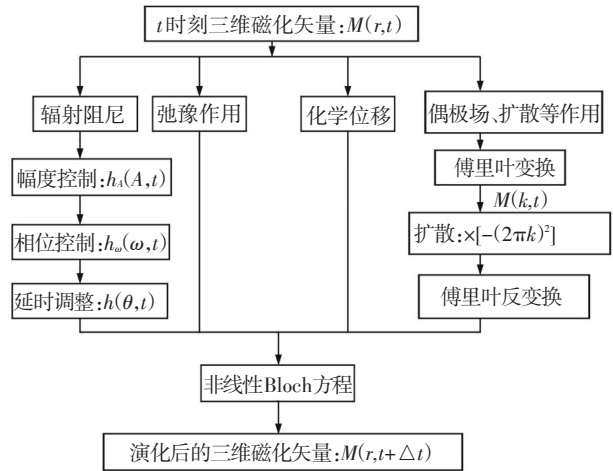 t时刻三维磁化矢量:M(r,t)
辐射阻尼
弛豫作用
化学位移
偶极场、扩散等作用
幅度控制:hA(A,t)
傅里叶变换
M(k,t)
相位控制:hω(ω,t)
扩散:×[-(2πk)²]
延时调整:h(θ,t)
傅里叶反变换
非线性Bloch方程
演化后的三维磁化矢量:M(r,t+△t)